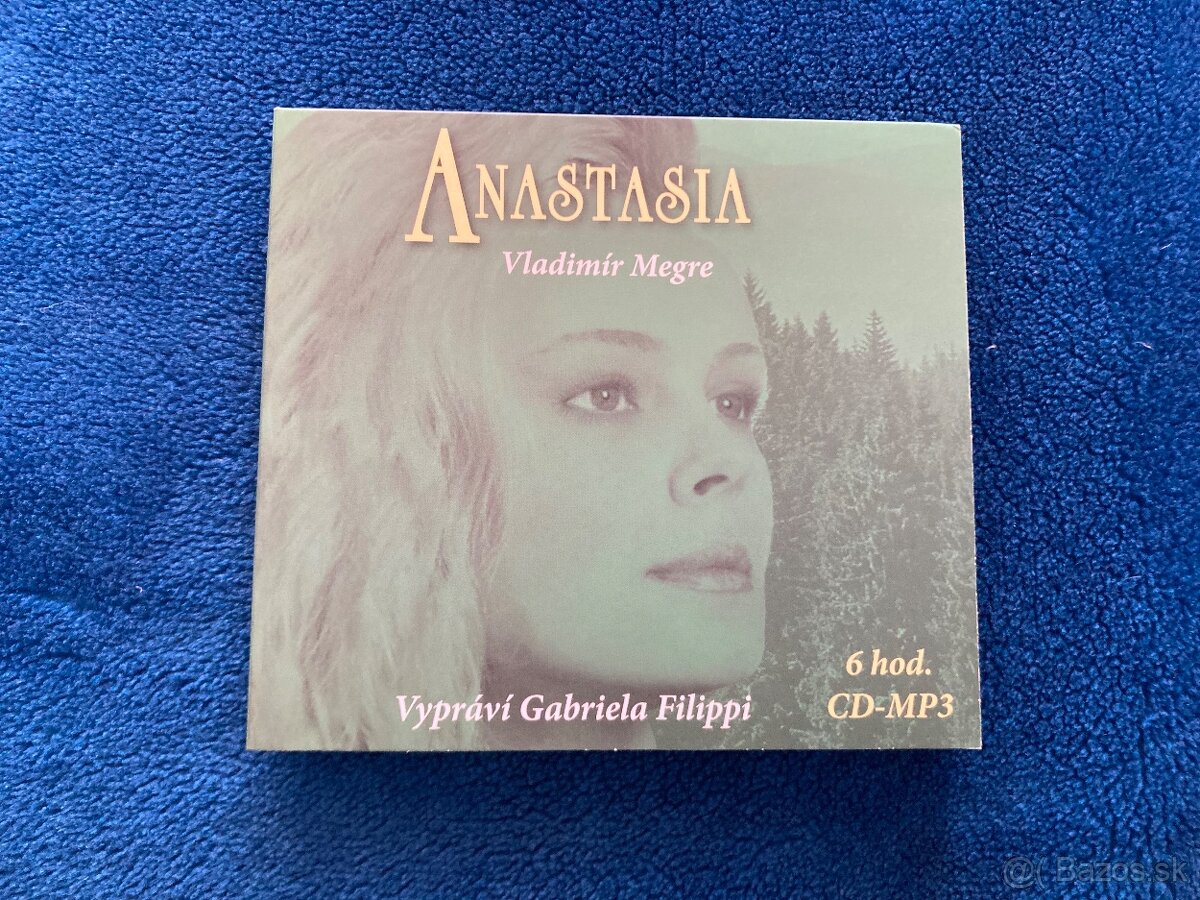 ANASTASIA
Vladimír Megre
6 hod.
Vypráví Gabriela Filippi
CD-MP3
@( Bazos.sk